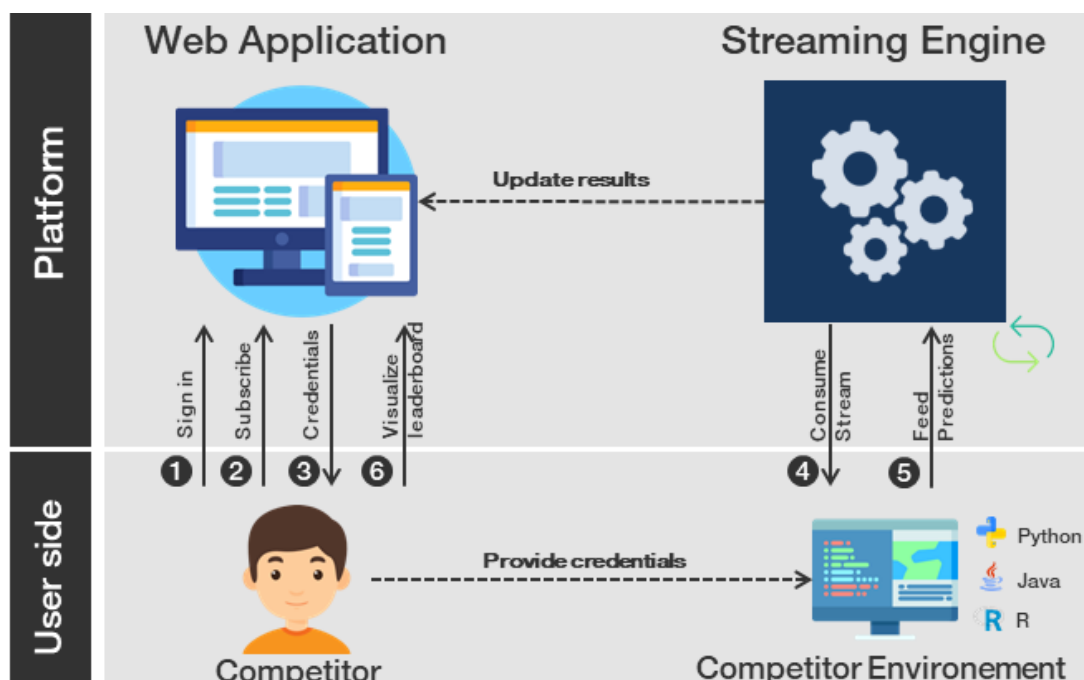 Web Application
Streaming Engine
Platform
Update results
Sign in
Subscribe
Credentials
Visualize
leaderboard
Consume
Stream
Feed
Predictions
1
2
3
6
4
5
User side
Provide credentials
Python
Java
R
R
Competitor
Competitor Environement